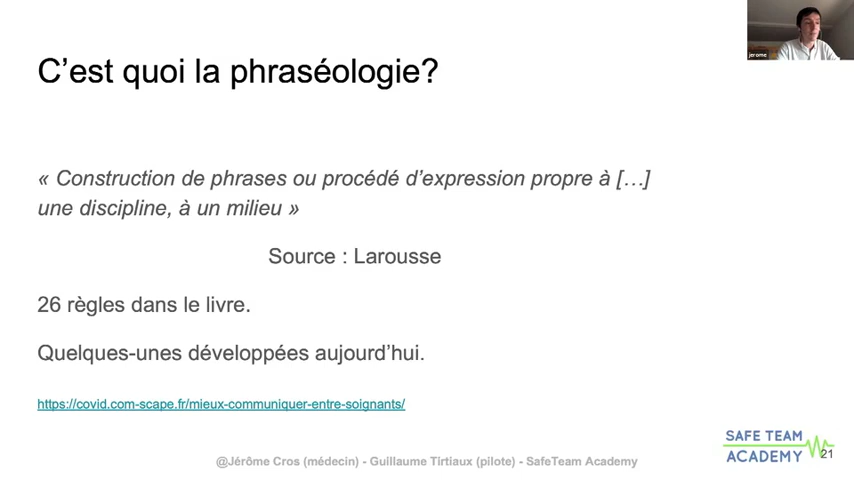 jerome
C'est quoi la phraséologie?
« Construction de phrases ou procédé d'expression propre à […]
une discipline, à un milieu »
Source : Larousse
26 règles dans le livre.
Quelques-unes développées aujourd'hui.
https://covid.com-scape.fr/mieux-communiquer-entre-soignants/
SAFE TEAM
ACADEMY
21
@Jérôme Cros (médecin) - Guillaume Tirtiaux (pilote) - SafeTeam Academy